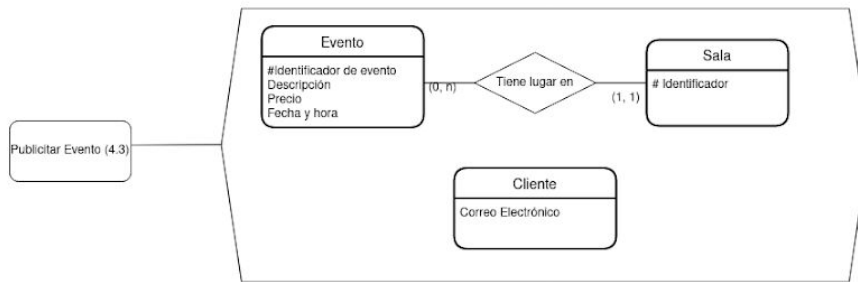 Evento
#Identificador de evento
Descripción
Precio
Fecha y hora
(0, n)
Tiene lugar en
(1, 1)
Sala
# Identificador
Publicitar Evento (4.3)
Cliente
Correo Electrónico